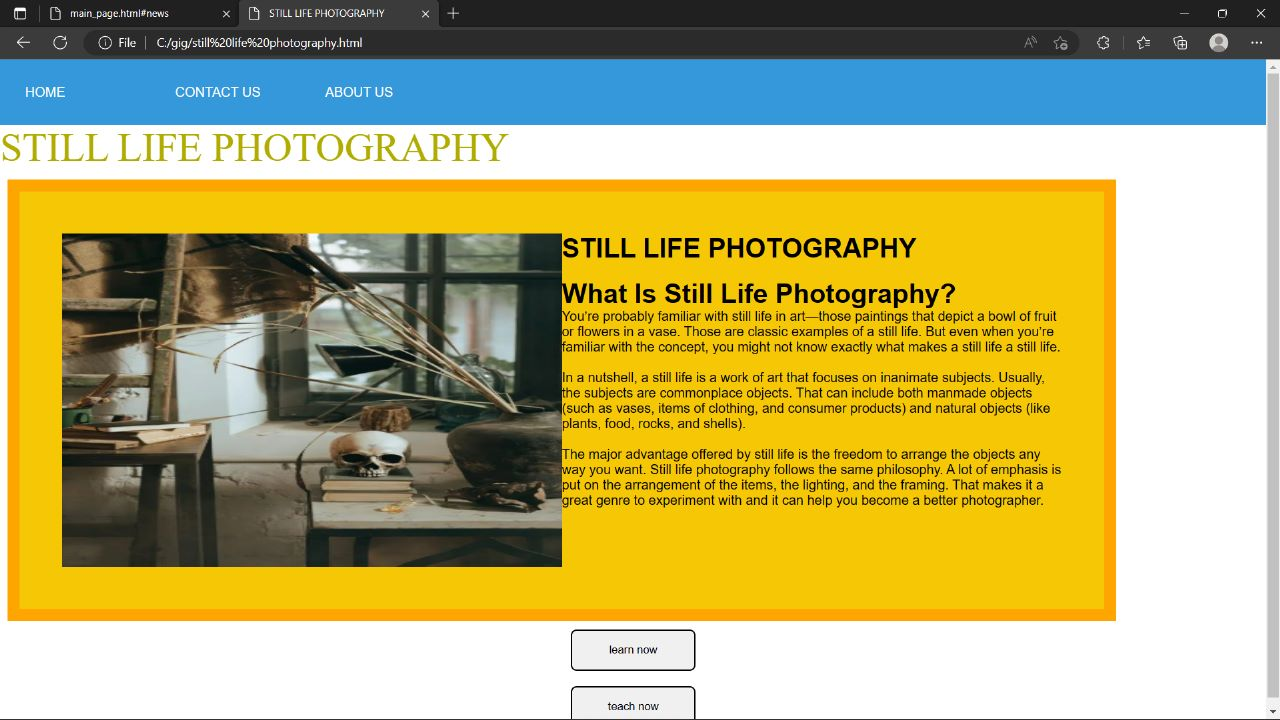 main_page.html#news
STILL LIFE PHOTOGRAPHY
File
C:/gig/still%20life%20photography.html
HOME
CONTACT US
ABOUT US
STILL LIFE PHOTOGRAPHY
STILL LIFE PHOTOGRAPHY
What Is Still Life Photography?
You’re probably familiar with still life in art—those paintings that depict a bowl of fruit
or flowers in a vase. Those are classic examples of a still life. But even when you’re
familiar with the concept, you might not know exactly what makes a still life a still life.
In a nutshell, a still life is a work of art that focuses on inanimate subjects. Usually,
the subjects are commonplace objects. That can include both manmade objects
(such as vases, items of clothing, and consumer products) and natural objects (like
plants, food, rocks, and shells).
The major advantage offered by still life is the freedom to arrange the objects any
way you want. Still life photography follows the same philosophy. A lot of emphasis is
put on the arrangement of the items, the lighting, and the framing. That makes it a
great genre to experiment with and it can help you become a better photographer.
learn now
teach now